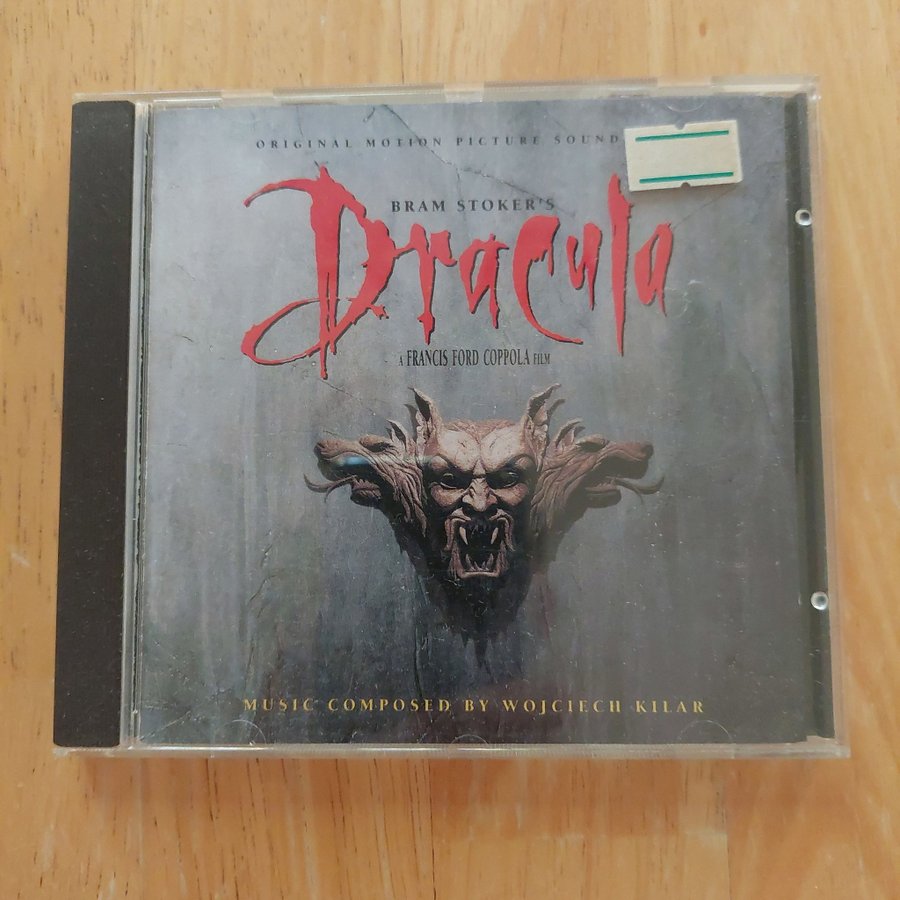 ORIGINAL MOTION PICTURE SOUND
BRAM STOKER'S
Dracula
A FRANCIS FORD COPPOLA FILM
MUSIC COMPOSED BY WOJCIECH KILAR